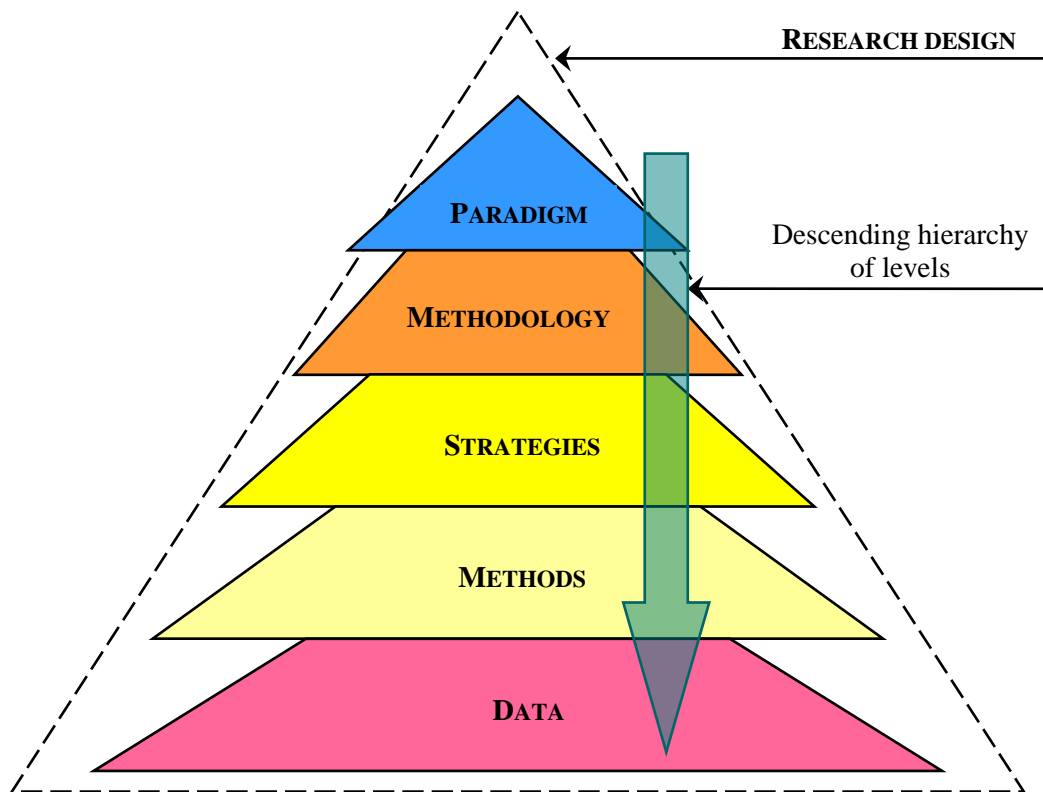 RESEARCH DESIGN
PARADIGM
Descending hierarchy
of levels
METHODOLOGY
STRATEGIES
METHODS
DATA